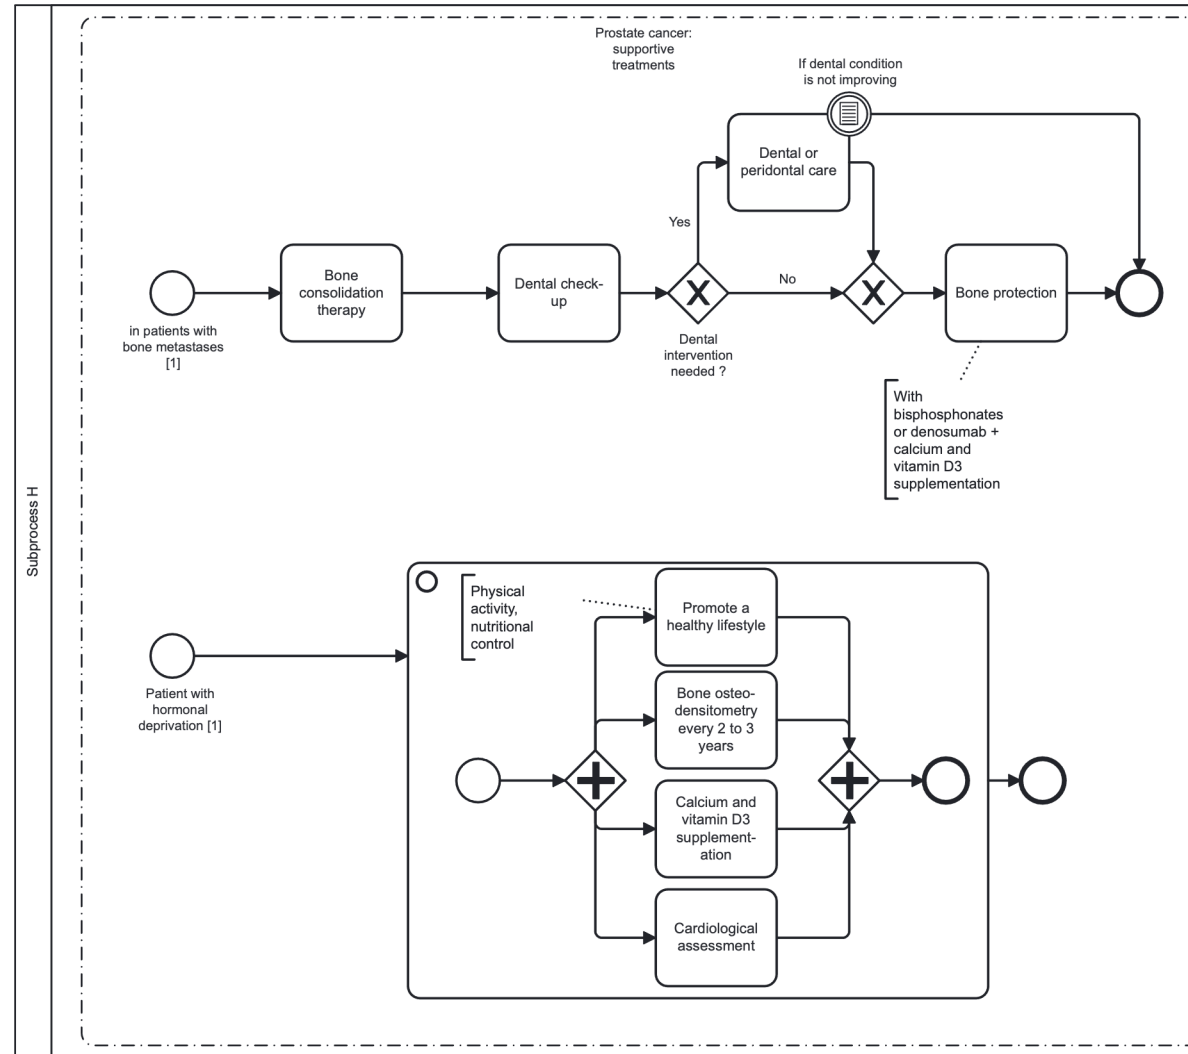 Prostate cancer:
supportive
treatments
If dental condition
is not improving
Dental or
peridontal care
Yes
Bone
consolidation
therapy
Dental check-
up
No
Bone protection
in patients with
bone metastases
[1]
Dental
intervention
needed ?
With
bisphosphonates
or denosumab +
calcium and
vitamin D3
supplementation
Subprocess H
Physical
activity,
nutritional
control
Promote a
healthy lifestyle
Patient with
hormonal
deprivation [1]
Bone osteo-
densitometry
every 2 to 3
years
Calcium and
vitamin D3
supplement-
ation
Cardiological
assessment